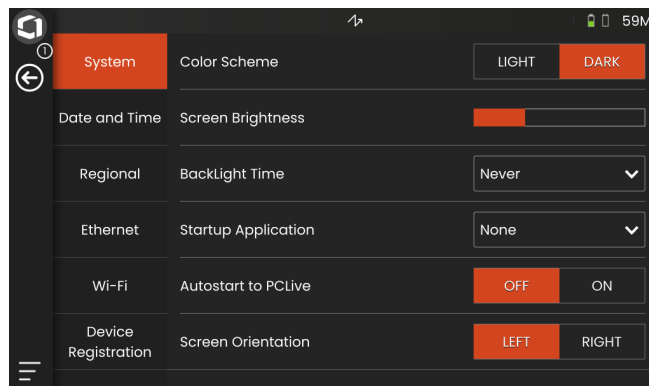 59M
1
System
Color Scheme
LIGHT
DARK
Date and Time
Screen Brightness
Regional
BackLight Time
Never
Ethernet
Startup Application
None
Wi-Fi
Autostart to PCLive
OFF
ON
Device
Registration
Screen Orientation
LEFT
RIGHT